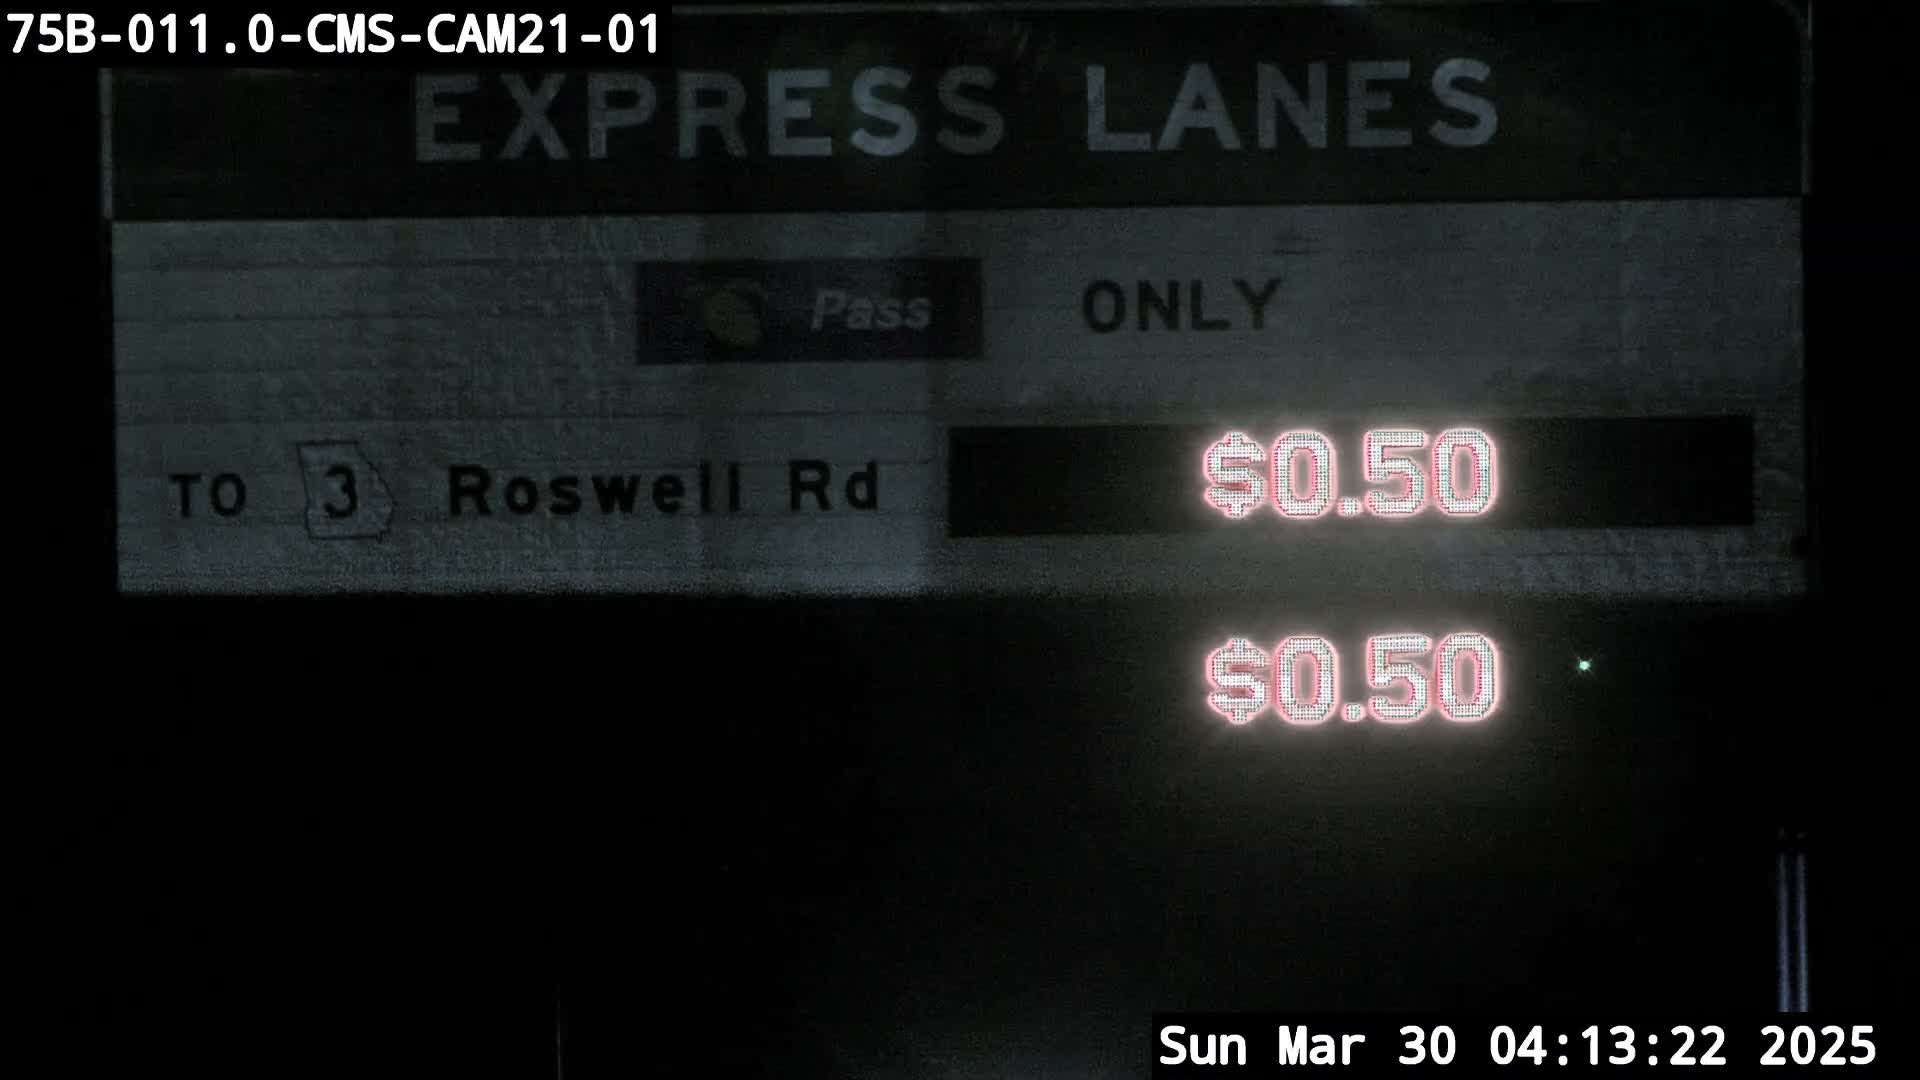 75B-011.0-CMS-CAM21-01
EXPRESS LANES
Pass ONLY
TO 3 Roswell Rd $0.50
$0.50
Sun Mar 30 04:13:22 2025